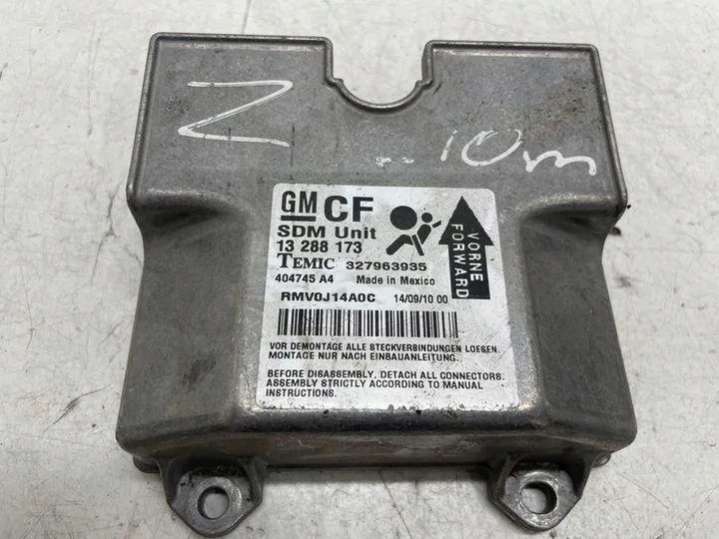 Z ..10m
GM CF
SDM Unit
13 288 173
TEMIC 327963935
404745 A4 Made in Mexico
RMV0J14A0C 14/09/10 00
VORNE
FORWARD
VOR DEMONTAGE ALLE STECKVERBINDUNGEN LOESEN.
MONTAGE NUR NACH EINBAUANLEITUNG.
BEFORE DISASSEMBLY, DETACH ALL CONNECTORS.
ASSEMBLY STRICTLY ACCORDING TO MANUAL
INSTRUCTIONS.